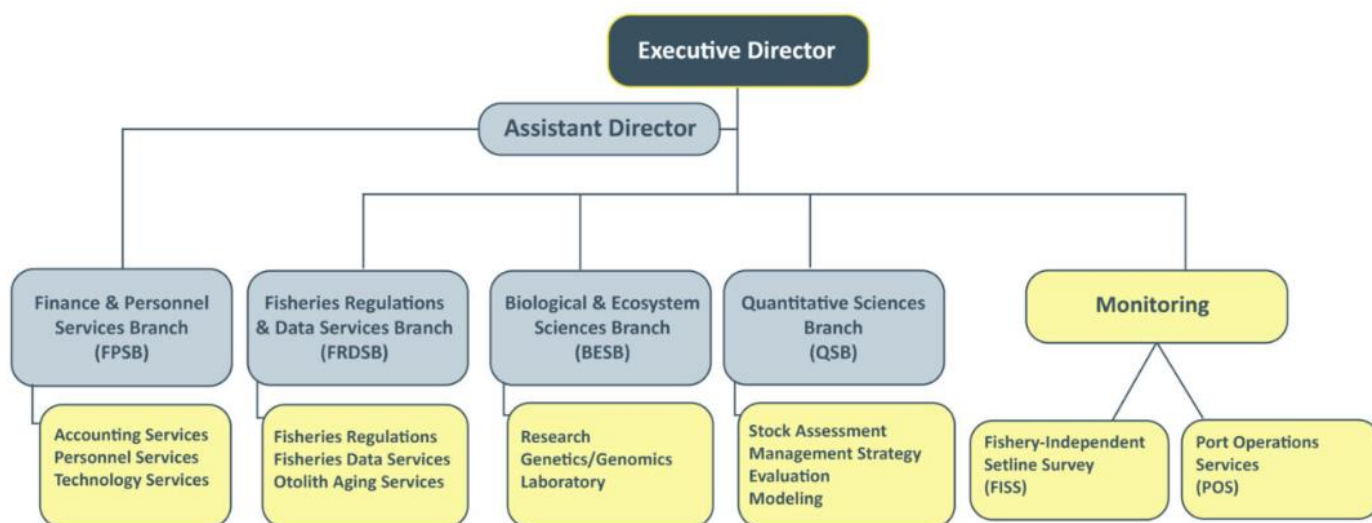 Executive Director
Assistant Director
Finance & Personnel
Services Branch
(FPSB)
Fisheries Regulations
& Data Services Branch
(FRDSB)
Biological & Ecosystem
Sciences Branch
(BESB)
Quantitative Sciences
Branch
(QSB)
Monitoring
Accounting Services
Personnel Services
Technology Services
Fisheries Regulations
Fisheries Data Services
Otolith Aging Services
Research
Genetics/Genomics
Laboratory
Stock Assessment
Management Strategy
Evaluation
Modeling
Fishery-Independent
Setline Survey
(FISS)
Port Operations
Services
(POS)